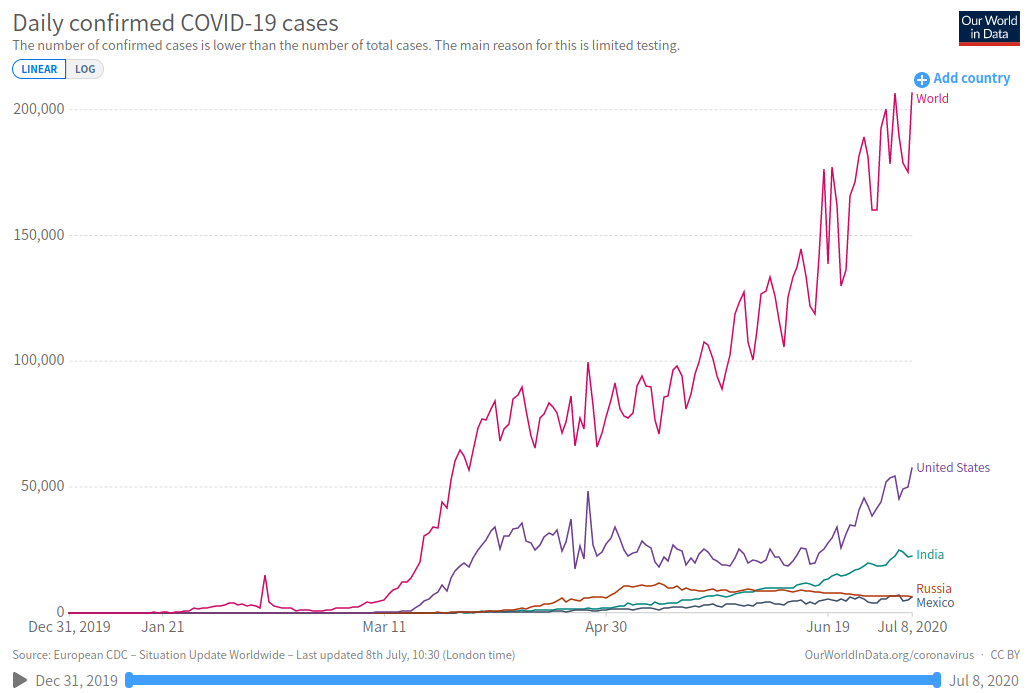 Daily confirmed COVID-19 cases
The number of confirmed cases is lower than the number of total cases. The main reason for this is limited testing.
Our World
in Data
LINEAR LOG
Add country
World
200,000
150,000
100,000
50,000
0
United States
India
Russia
Mexico
Dec 31, 2019 Jan 21 Mar 11 Apr 30 Jun 19 Jul 8, 2020
Source: European CDC – Situation Update Worldwide – Last updated 8th July, 10:30 (London time) OurWorldInData.org/coronavirus · CC BY
Dec 31, 2019 Jul 8, 2020